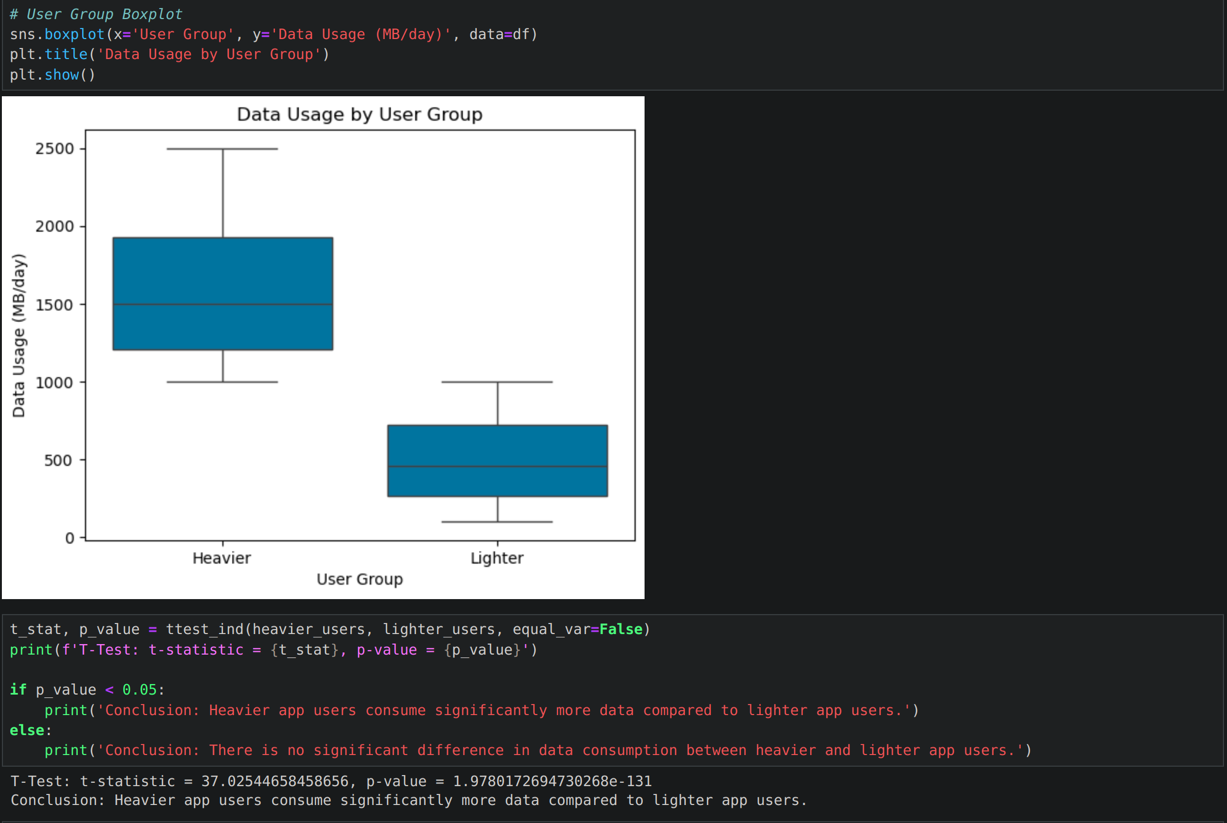 # User Group Boxplot
sns.boxplot(x='User Group', y='Data Usage (MB/day)', data=df)
plt.title('Data Usage by User Group')
plt.show()
Data Usage by User Group
2500
2000
1500
1000
500
0
Data Usage (MB/day)
Heavier Lighter
User Group
t_stat, p_value = ttest_ind(heavier_users, lighter_users, equal_var=False)
print(f'T-Test: t-statistic = {t_stat}, p-value = {p_value}')
if p_value < 0.05:
    print('Conclusion: Heavier app users consume significantly more data compared to lighter app users.')
else:
    print('Conclusion: There is no significant difference in data consumption between heavier and lighter app users.')
T-Test: t-statistic = 37.02544658458656, p-value = 1.9780172694730268e-131
Conclusion: Heavier app users consume significantly more data compared to lighter app users.